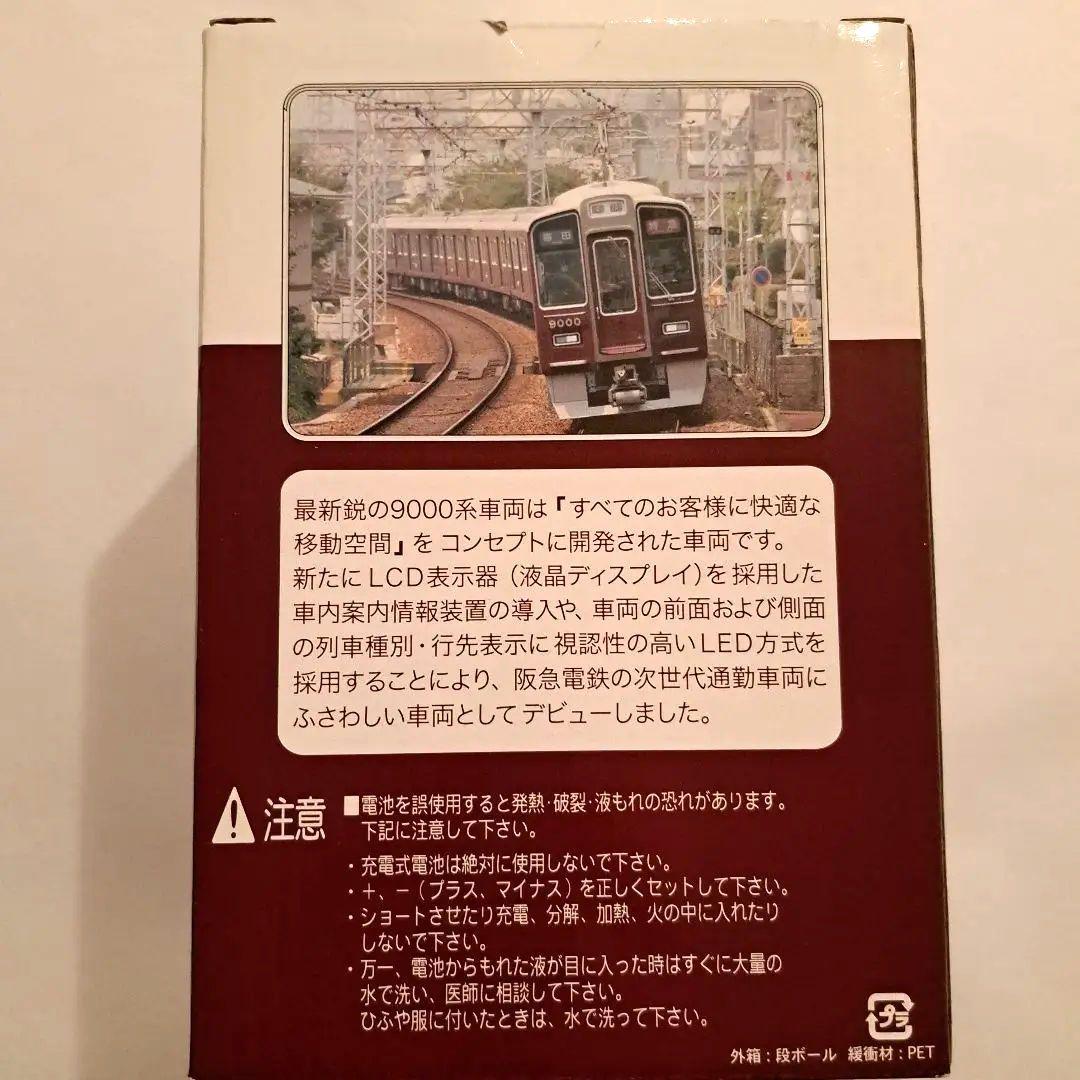 梅田
特急
9000
最新鋭の9000系車両は『すべてのお客様に快適な
移動空間』をコンセプトに開発された車両です。
新たにLCD表示器（液晶ディスプレイ）を採用した
車内案内情報装置の導入や、車両の前面および側面
の列車種別・行先表示に視認性の高いLED方式を
採用することにより、阪急電鉄の次世代通勤車両に
ふさわしい車両としてデビューしました。
注意
■電池を誤使用すると発熱・破裂・液もれの恐れがあります。
下記に注意して下さい。
・充電式電池は絶対に使用しないで下さい。
・＋、－（プラス、マイナス）を正しくセットして下さい。
・ショートさせたり充電、分解、加熱、火の中に入れたり
しないで下さい。
・万一、電池からもれた液が目に入った時はすぐに大量の
水で洗い、医師に相談して下さい。
ひふや服に付いたときは、水で洗って下さい。
プラ
外箱：段ボール 緩衝材：PET